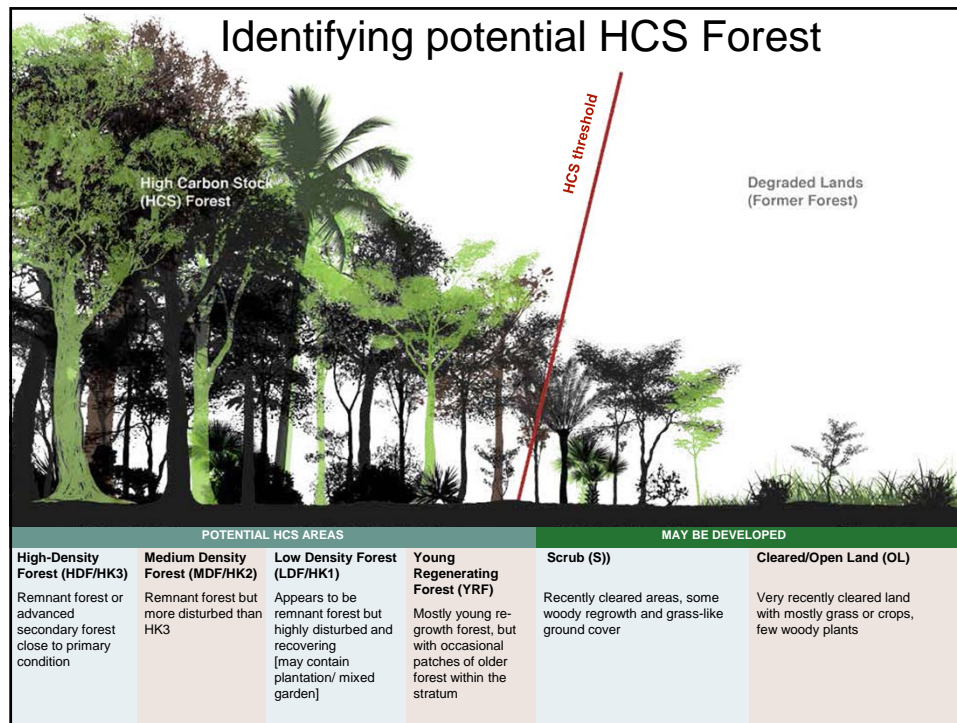 Identifying potential HCS Forest
HCS threshold
High Carbon Stock
(HCS) Forest
Degraded Lands
(Former Forest)
POTENTIAL HCS AREAS
MAY BE DEVELOPED
High-Density
Forest (HDF/HK3)
Remnant forest or
advanced
secondary forest
close to primary
condition
Medium Density
Forest (MDF/HK2)
Remnant forest but
more disturbed than
HK3
Low Density Forest
(LDF/HK1)
Appears to be
remnant forest but
highly disturbed and
recovering
[may contain
plantation/ mixed
garden]
Young
Regenerating
Forest (YRF)
Mostly young re-
growth forest, but
with occasional
patches of older
forest within the
stratum
Scrub (S))
Recently cleared areas, some
woody regrowth and grass-like
ground cover
Cleared/Open Land (OL)
Very recently cleared land
with mostly grass or crops,
few woody plants